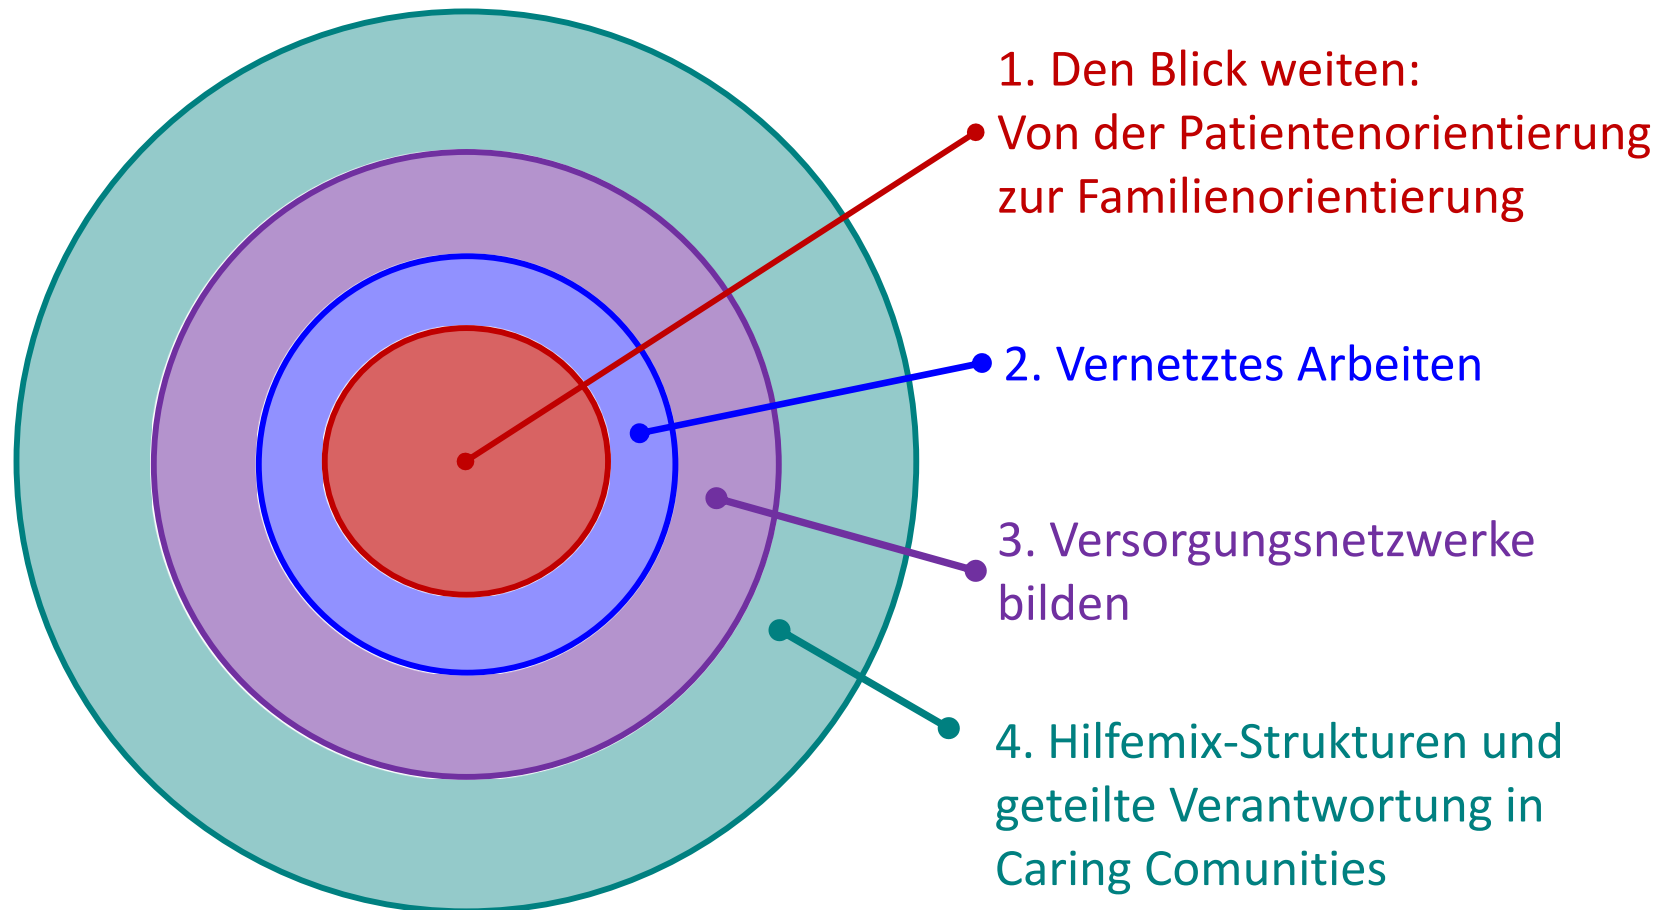 1. Den Blick weiten:
Von der Patientenorientierung
zur Familienorientierung
2. Vernetztes Arbeiten
3. Versorgungsnetzwerke
bilden
4. Hilfemix-Strukturen und
geteilte Verantwortung in
Caring Comunities